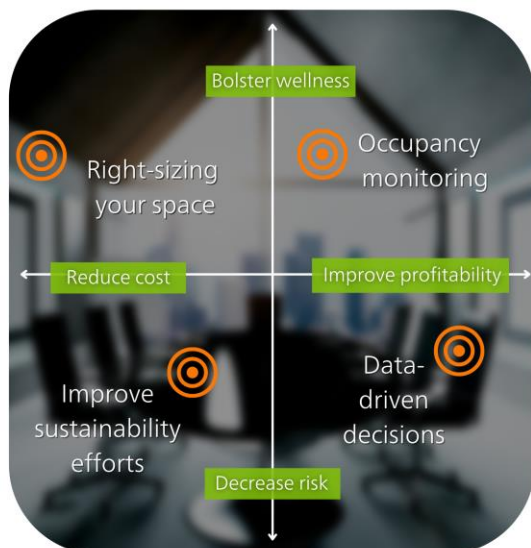 Bolster wellness
Right-sizing
your space
Occupancy
monitoring
Reduce cost
Improve profitability
Improve
sustainability
efforts
Data-
driven
decisions
Decrease risk